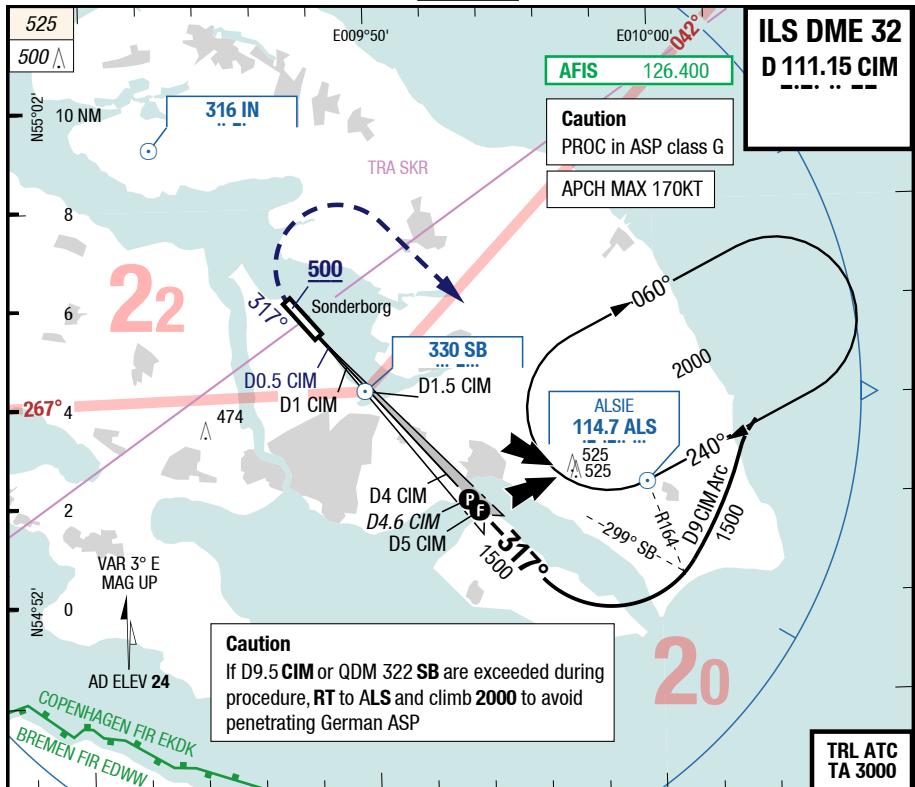 525
500
E009°50'
E010°00'
042°
ILS DME 32
D 111.15 CIM
AFIS 126.400
N55°02'
10 NM
316 IN
Caution
PROC in ASP class G
TRA SKR
APCH MAX 170KT
8
22
500
317°
Sonderborg
6
060°
2000
330 SB
D0.5 CIM
D1 CIM
D1.5 CIM
267°
4
474
ALSIE
114.7 ALS
525
525
240°
D9 CIM Arc
1500
D4 CIM
P
D4.6 CIM
F
D5 CIM
2
317°
1500
299° SB
R164
VAR 3° E
MAG UP
N54°52'
0
AD ELEV 24
Caution
If D9.5 CIM or QDM 322 SB are exceeded during
procedure, RT to ALS and climb 2000 to avoid
penetrating German ASP
20
COPENHAGEN FIR EKDK
BREMEN FIR EDWW
TRL ATC
TA 3000